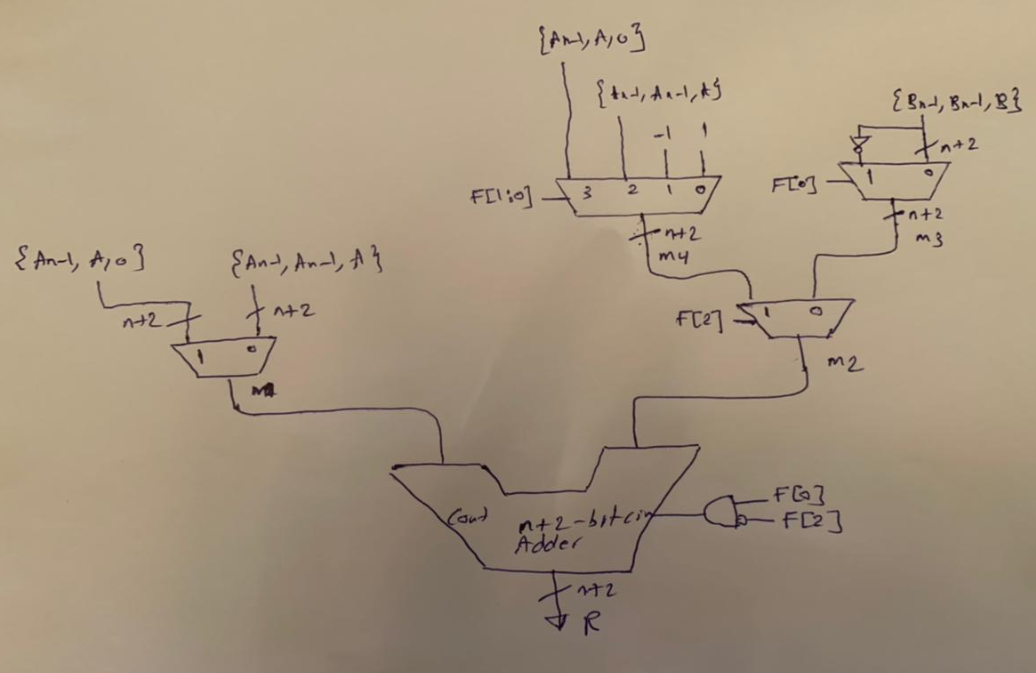 {An-1, A, 0}
{An-1, An-1, A}
{Bn-1, Bn-1, B}
-1 1
n+2
F[1:0] 3 2 1 0
F[0] 1 0
n+2
n+2
m4
m3
{An-1, A, 0} {An-1, An-1, A}
n+2 n+2
F[2] 1 0
1 0
m2
F[0]
Cout n+2-bit cin
F[2]
Adder
n+2
R